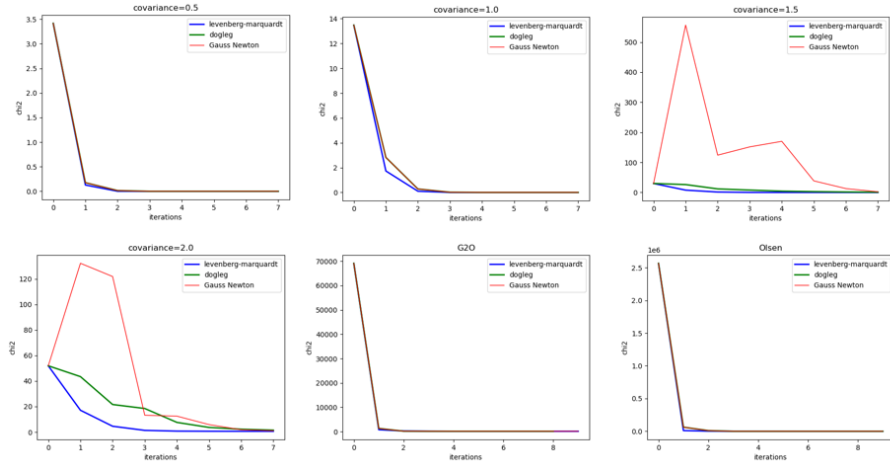 covariance=0.5
3.5
3.0
2.5
2.0
1.5
1.0
0.5
0.0
chi2
levenberg-marquardt
dogleg
Gauss Newton
0 1 2 3 4 5 6 7
iterations
covariance=1.0
14
12
10
8
6
4
2
0
chi2
levenberg-marquardt
dogleg
Gauss Newton
0 1 2 3 4 5 6 7
iterations
covariance=1.5
500
400
300
200
100
0
chi2
levenberg-marquardt
dogleg
Gauss Newton
0 1 2 3 4 5 6 7
iterations
covariance=2.0
120
100
80
60
40
20
0
chi2
levenberg-marquardt
dogleg
Gauss Newton
0 1 2 3 4 5 6 7
iterations
G2O
70000
60000
50000
40000
30000
20000
10000
0
chi2
levenberg-marquardt
dogleg
Gauss Newton
0 2 4 6 8
iterations
Olsen
1e6
2.5
2.0
1.5
1.0
0.5
0.0
chi2
levenberg-marquardt
dogleg
Gauss Newton
0 2 4 6 8
iterations